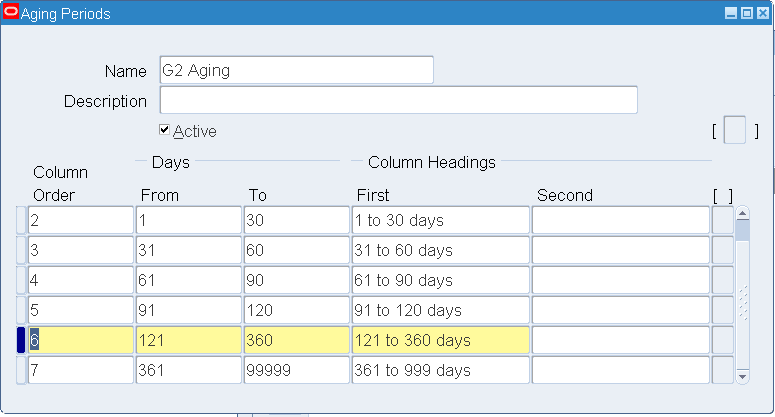 Aging Periods
Name G2 Aging
Description
Active [ ]
Days Column Headings
Column
Order From To First Second [ ]
2 1 30 1 to 30 days
3 31 60 31 to 60 days
4 61 90 61 to 90 days
5 91 120 91 to 120 days
6 121 360 121 to 360 days
7 361 99999 361 to 999 days